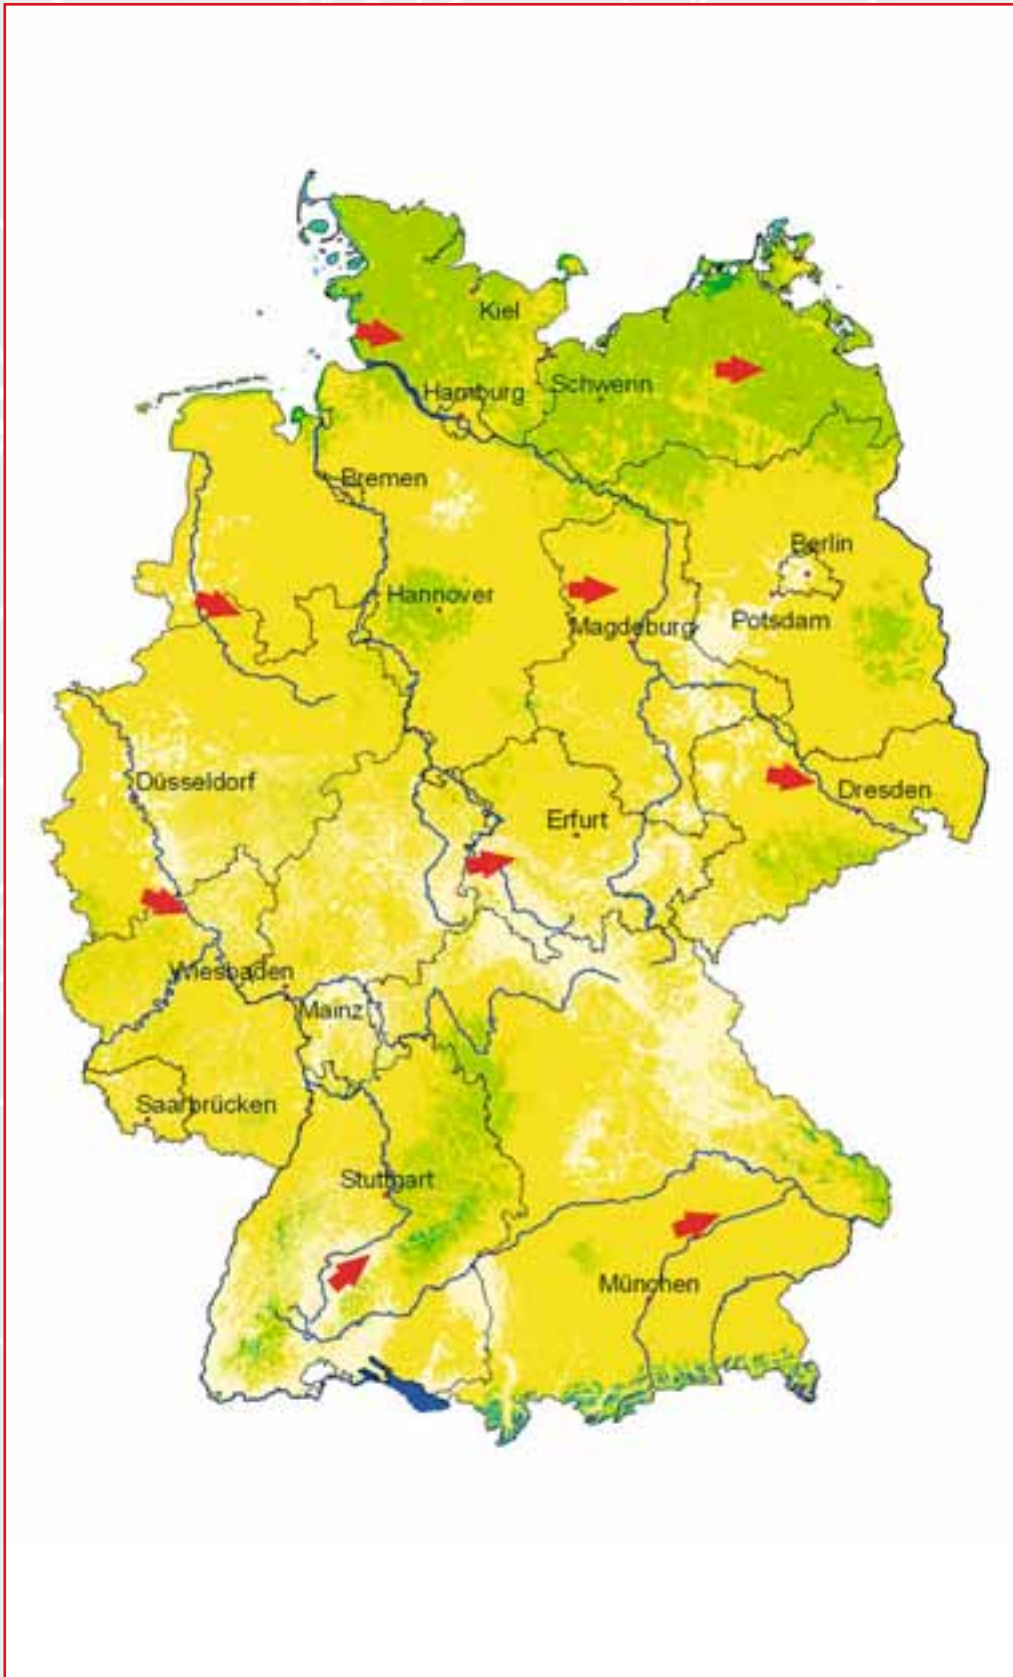 Kiel
Schwerin
Hamburg
Bremen
Berlin
Hannover
Potsdam
Magdeburg
Düsseldorf
Dresden
Erfurt
Wiesbaden
Mainz
Saarbrücken
Stuttgart
München